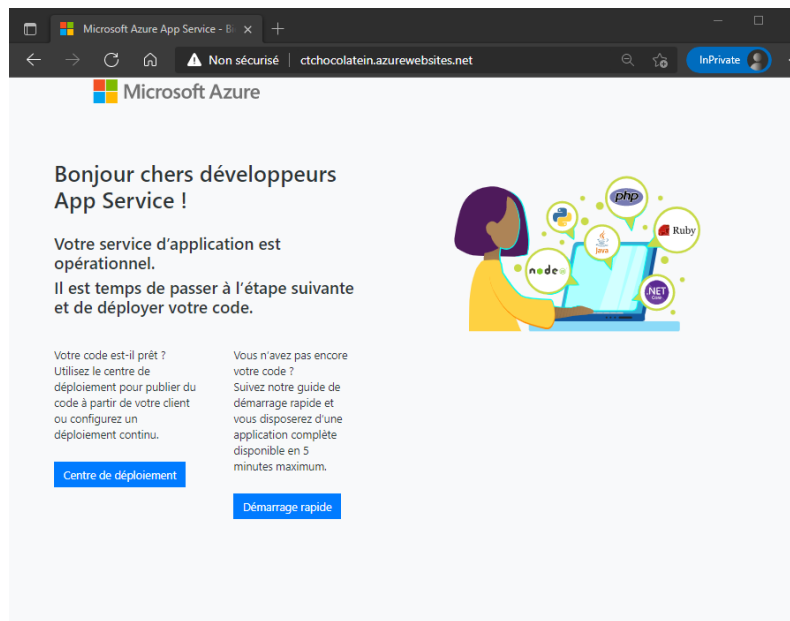 Microsoft Azure App Service - B
Non sécurisé
ctchocolatein.azurewebsites.net
InPrivate
Microsoft Azure
Bonjour chers développeurs
App Service !
Votre service d'application est
opérationnel.
Il est temps de passer à l'étape suivante
et de déployer votre code.
Votre code est-il prêt ?
Utilisez le centre de
déploiement pour publier du
code à partir de votre client
ou configurez un
déploiement continu.
Centre de déploiement
Vous n'avez pas encore
votre code ?
Suivez notre guide de
démarrage rapide et
vous disposerez d'une
application complète
disponible en 5
minutes maximum.
Démarrage rapide
php
Ruby
Java
node
.NET
Core